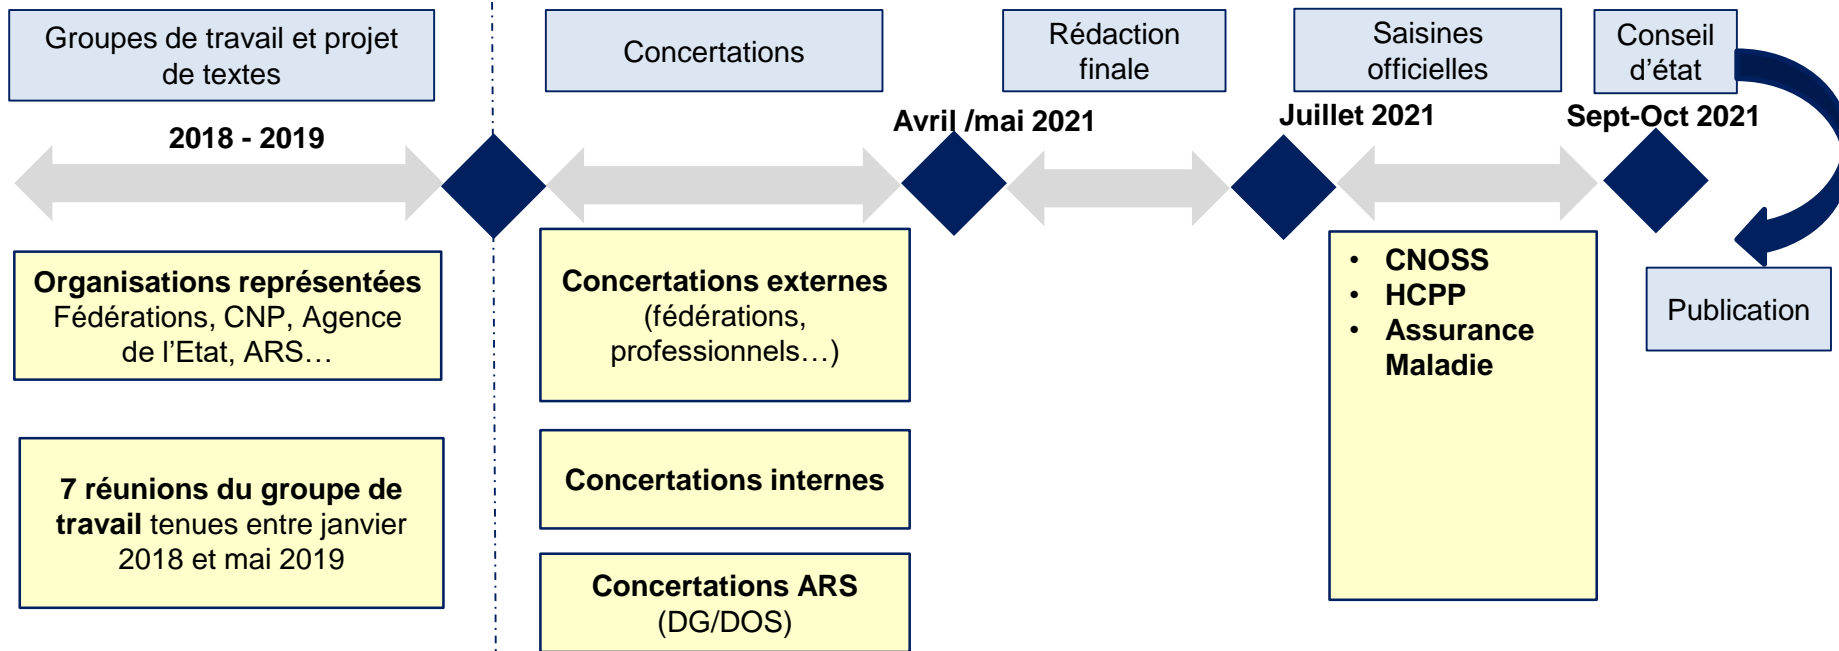 Groupes de travail et projet
de textes
Concertations
Rédaction
finale
Saisines
officielles
Conseil
d’état
2018 - 2019
Avril /mai 2021
Juillet 2021
Sept-Oct 2021
Organisations représentées
Fédérations, CNP, Agence
de l’Etat, ARS…
7 réunions du groupe de
travail tenues entre janvier
2018 et mai 2019
Concertations externes
(fédérations,
professionnels…)
Concertations internes
Concertations ARS
(DG/DOS)
• CNOSS
• HCPP
• Assurance
Maladie
Publication